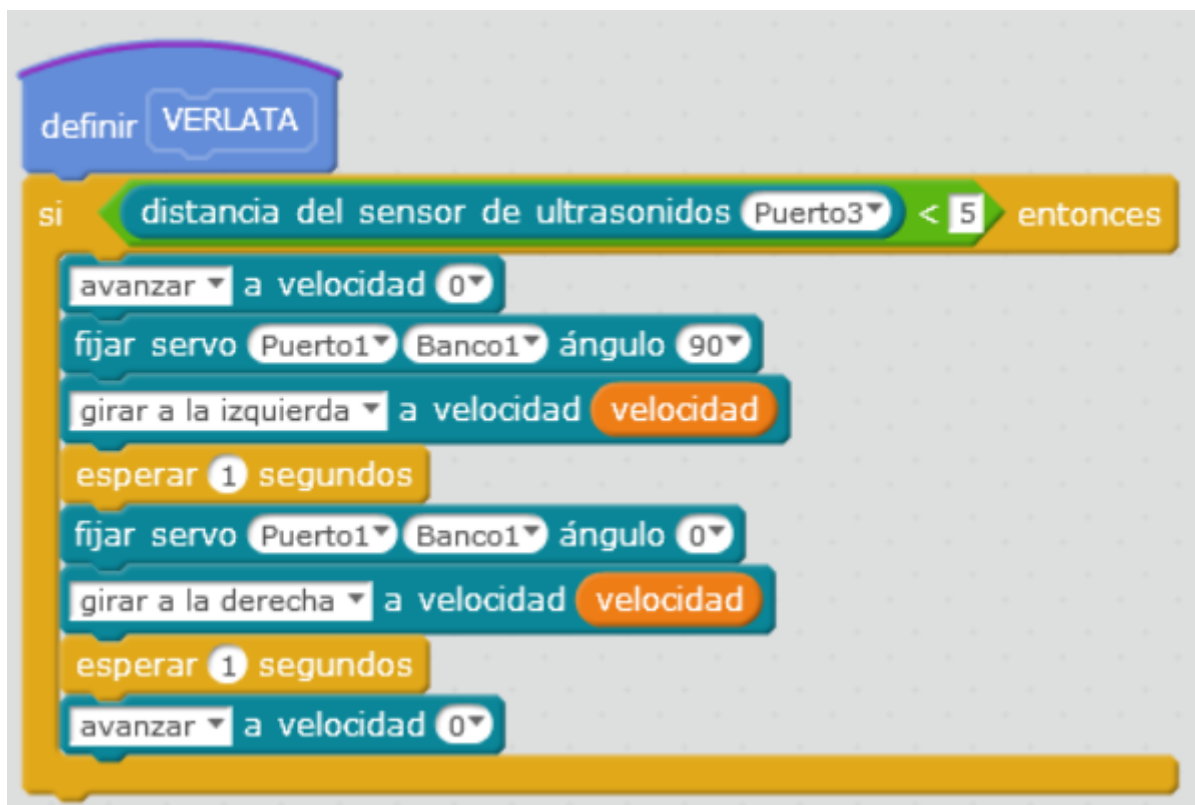 definir VERLATA
si distancia del sensor de ultrasonidos Puerto3 < 5 entonces
avanzar a velocidad 0
fijar servo Puerto1 Banco1 ángulo 90
girar a la izquierda a velocidad velocidad
esperar 1 segundos
fijar servo Puerto1 Banco1 ángulo 0
girar a la derecha a velocidad velocidad
esperar 1 segundos
avanzar a velocidad 0